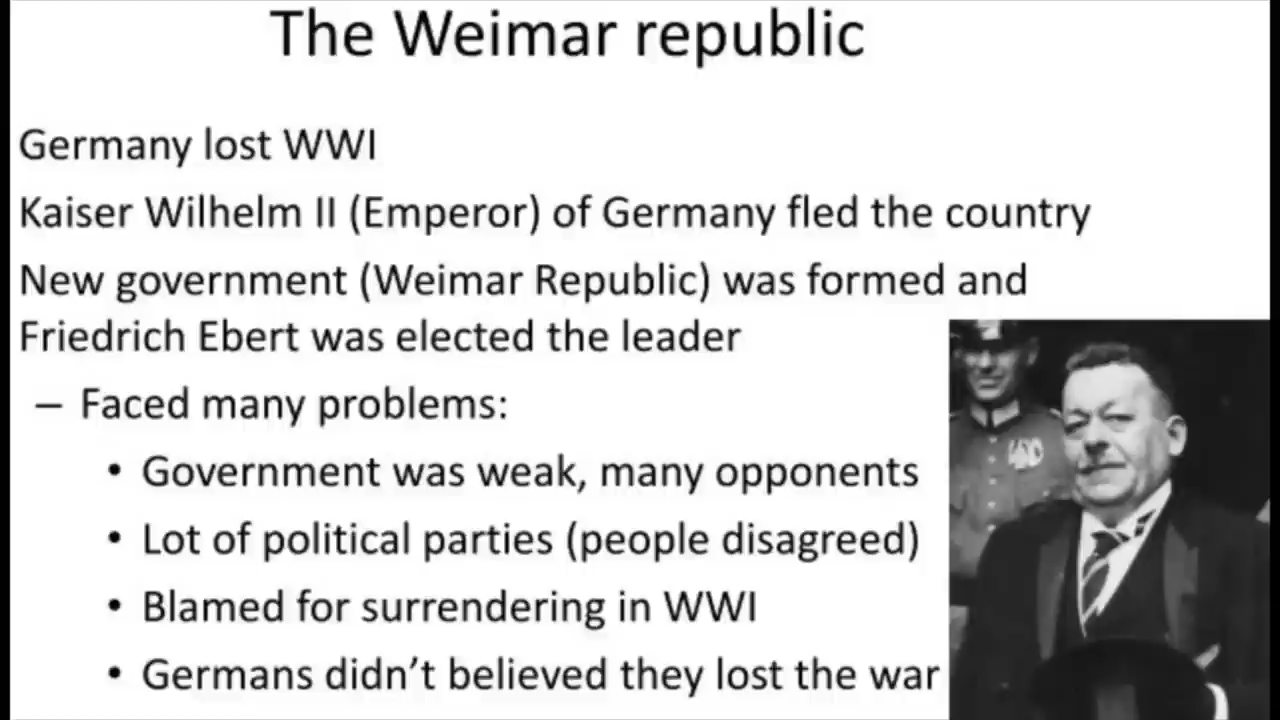 The Weimar republic
Germany lost WWI
Kaiser Wilhelm II (Emperor) of Germany fled the country
New government (Weimar Republic) was formed and
Friedrich Ebert was elected the leader
– Faced many problems:
• Government was weak, many opponents
• Lot of political parties (people disagreed)
• Blamed for surrendering in WWI
• Germans didn't believed they lost the war